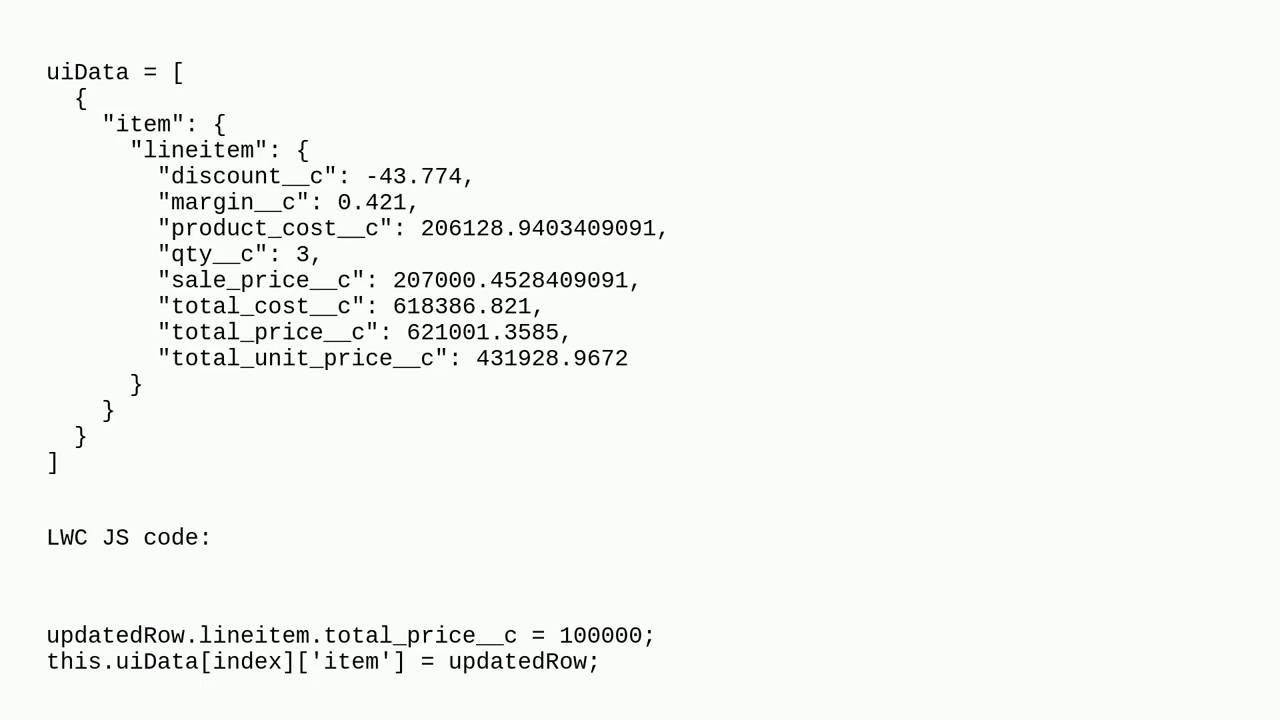 uiData = [
  {
    "item": {
      "lineitem": {
        "discount__c": -43.774,
        "margin__c": 0.421,
        "product_cost__c": 206128.9403409091,
        "qty__c": 3,
        "sale_price__c": 207000.4528409091,
        "total_cost__c": 618386.821,
        "total_price__c": 621001.3585,
        "total_unit_price__c": 431928.9672
      }
    }
  }
]
LWC JS code:
updatedRow.lineitem.total_price__c = 100000;
this.uiData[index]['item'] = updatedRow;